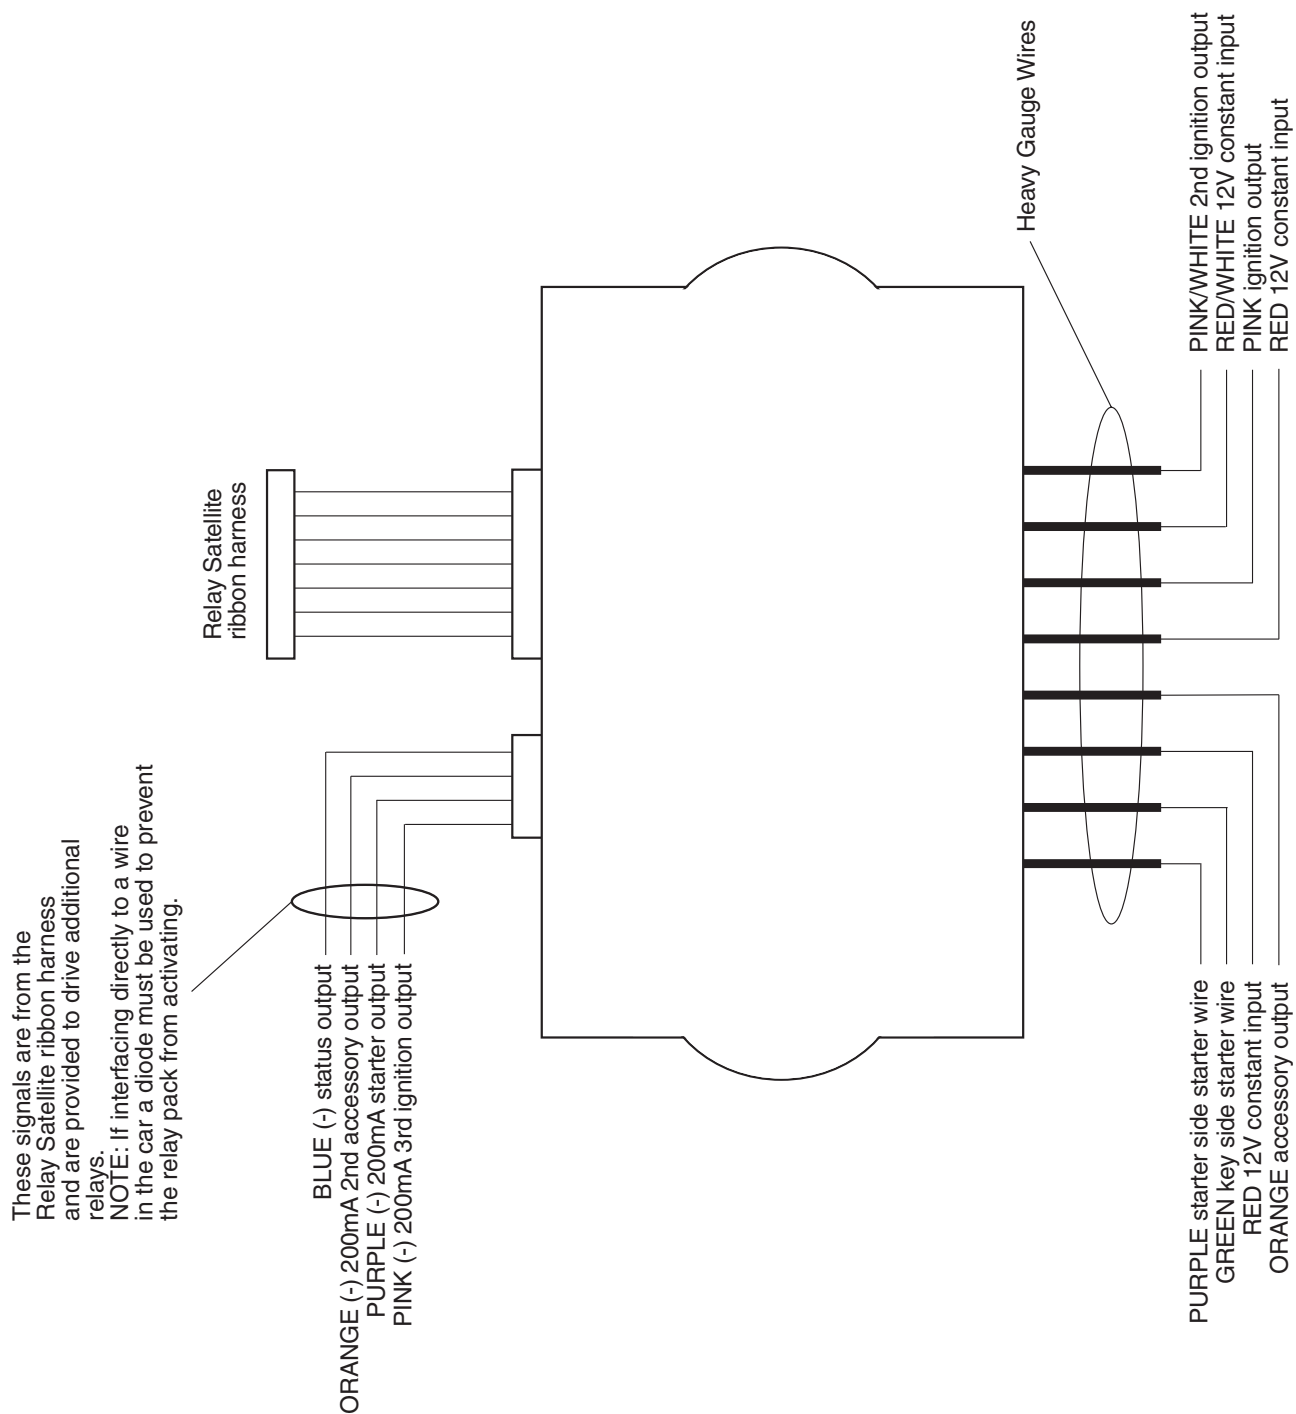 These signals are from the
Relay Satellite ribbon harness
and are provided to drive additional
relays.
NOTE: If interfacing directly to a wire
in the car a diode must be used to prevent
the relay pack from activating.
Relay Satellite
ribbon harness
BLUE (-) status output
ORANGE (-) 200mA 2nd accessory output
PURPLE (-) 200mA starter output
PINK (-) 200mA 3rd ignition output
Heavy Gauge Wires
PURPLE starter side starter wire
GREEN key side starter wire
RED 12V constant input
ORANGE accessory output
PINK/WHITE 2nd ignition output
RED/WHITE 12V constant input
PINK ignition output
RED 12V constant input